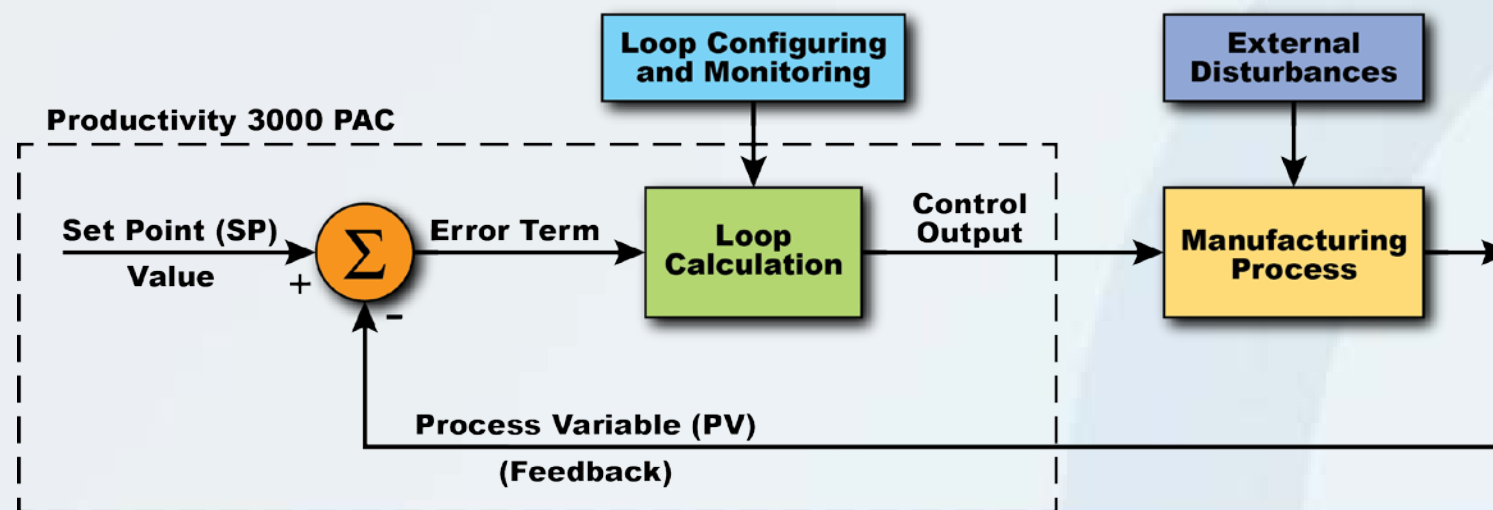 Loop Configuring
and Monitoring
External
Disturbances
Productivity 3000 PAC
Set Point (SP)
Value
+
Σ
-
Error Term
Loop
Calculation
Control
Output
Manufacturing
Process
Process Variable (PV)
(Feedback)